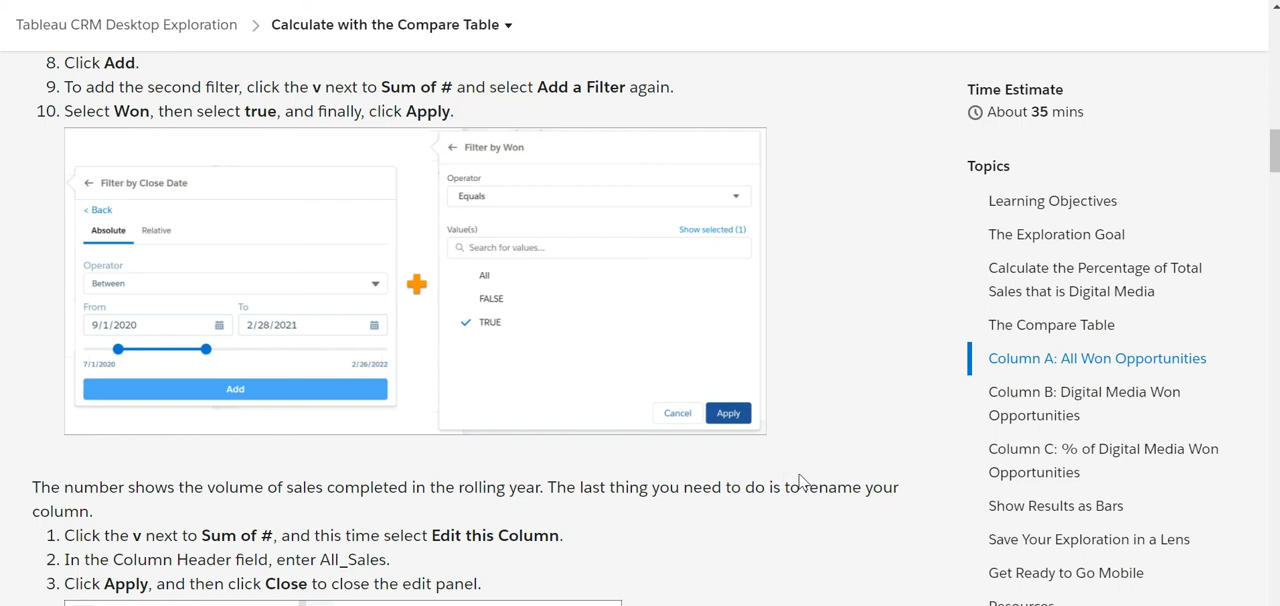 Tableau CRM Desktop Exploration > Calculate with the Compare Table
8. Click Add.
9. To add the second filter, click the v next to Sum of # and select Add a Filter again.
10. Select Won, then select true, and finally, click Apply.
Filter by Close Date
< Back
Absolute Relative
Operator
Between
From To
9/1/2020 2/28/2021
7/1/2020 2/26/2022
Add
Filter by Won
Operator
Equals
Value(s) Show selected (1)
Search for values...
All
FALSE
TRUE
Cancel Apply
The number shows the volume of sales completed in the rolling year. The last thing you need to do is to rename your
column.
1. Click the v next to Sum of #, and this time select Edit this Column.
2. In the Column Header field, enter All_Sales.
3. Click Apply, and then click Close to close the edit panel.
Time Estimate
About 35 mins
Topics
Learning Objectives
The Exploration Goal
Calculate the Percentage of Total
Sales that is Digital Media
The Compare Table
Column A: All Won Opportunities
Column B: Digital Media Won
Opportunities
Column C: % of Digital Media Won
Opportunities
Show Results as Bars
Save Your Exploration in a Lens
Get Ready to Go Mobile
Resources